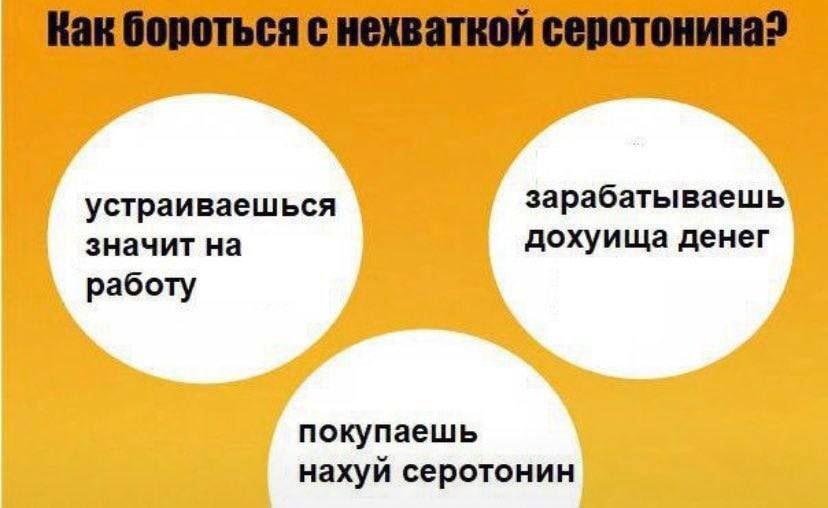 Как бороться с нехваткой серотонина?
устраиваешься
значит на
работу
зарабатываешь
дохуища денег
покупаешь
нахуй серотонин